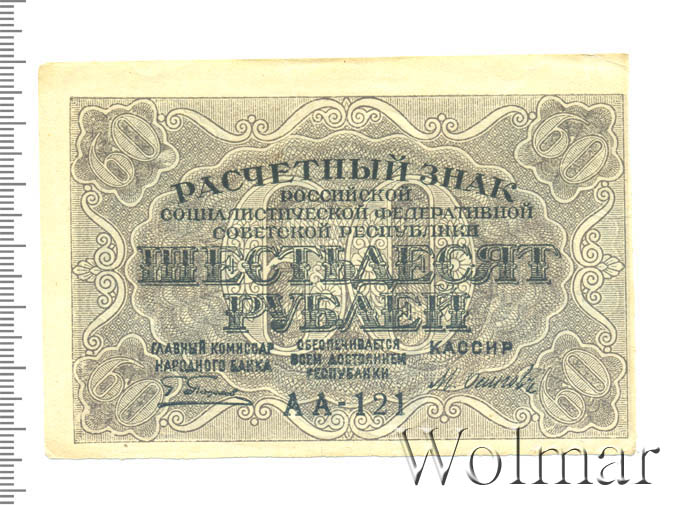 60 60
РАСЧЕТНЫЙ ЗНАК
РОССИЙСКОЙ
СОЦИАЛИСТИЧЕСКОЙ ФЕДЕРАТИВНОЙ
СОВЕТСКОЙ РЕСПУБЛИКИ
ШЕСТЬДЕСЯТ
РУБЛЕЙ
ГЛАВНЫЙ КОМИССАР
НАРОДНОГО БАНКА
ОБЕСПЕЧИВАЕТСЯ
ВСЕМ ДОСТОЯНИЕМ
РЕСПУБЛИКИ
КАССИР
АА-121
60 60
Wolmar